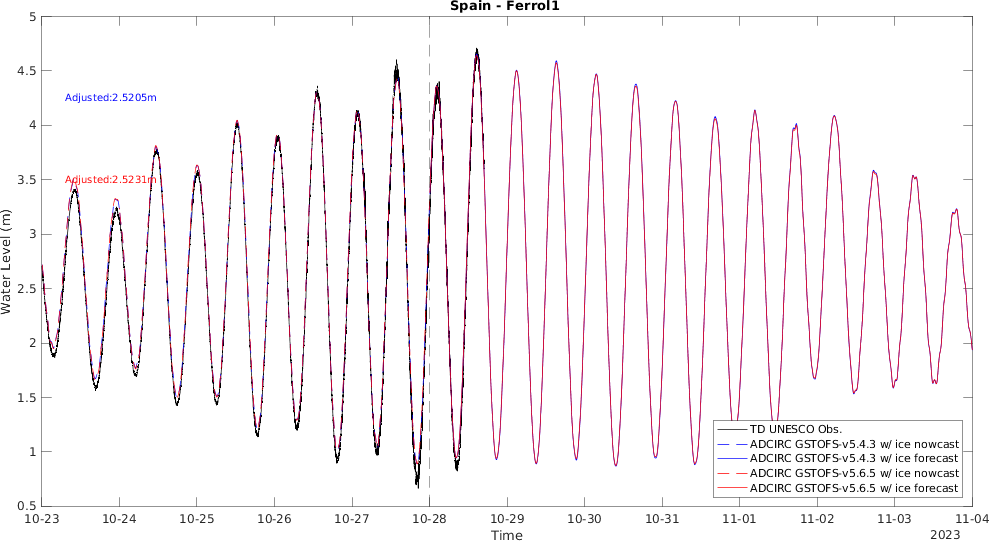 Spain - Ferrol1
Water Level (m)
5
4.5
4
3.5
3
2.5
2
1.5
1
0.5
Adjusted:2.5205m
Adjusted:2.5231m
TD UNESCO Obs.
ADCIRC GSTOFS-v5.4.3 w/ ice nowcast
ADCIRC GSTOFS-v5.4.3 w/ ice forecast
ADCIRC GSTOFS-v5.6.5 w/ ice nowcast
ADCIRC GSTOFS-v5.6.5 w/ ice forecast
10-23 10-24 10-25 10-26 10-27 10-28 10-29 10-30 10-31 11-01 11-02 11-03 11-04
Time
2023